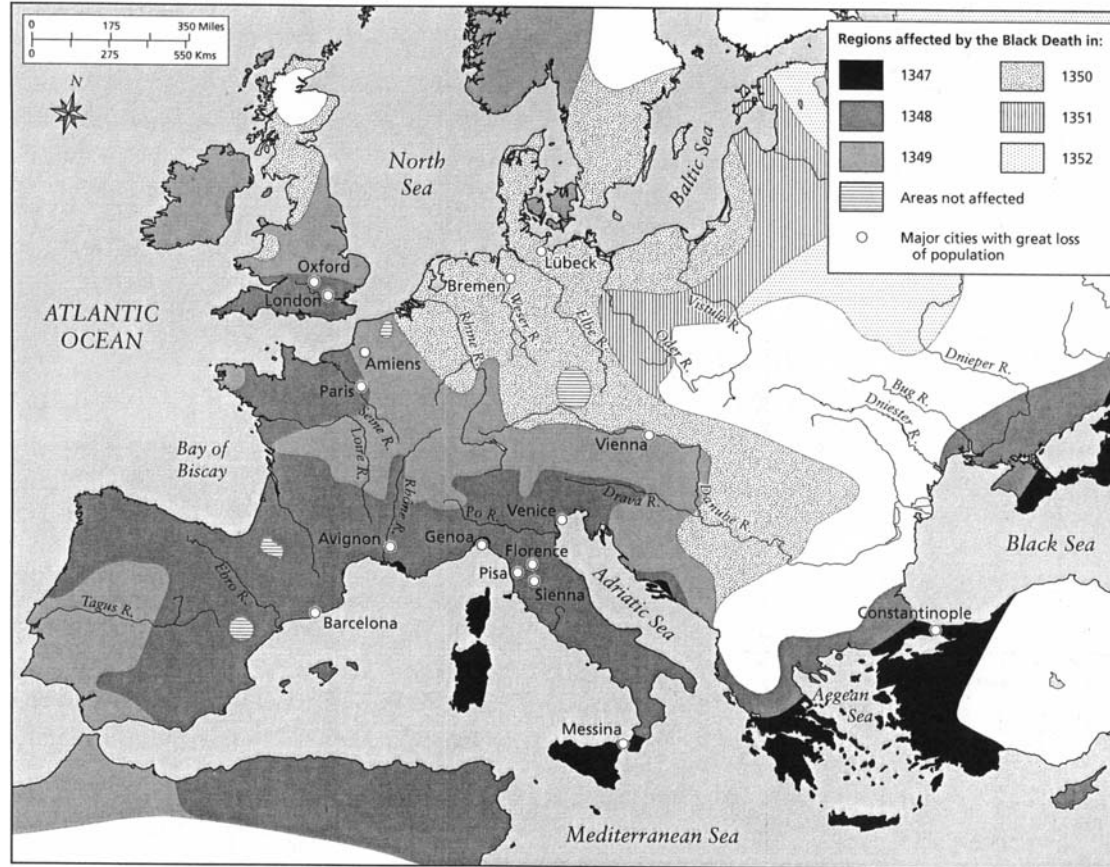 0 175 350 Miles
0 275 550 Kms
N
Regions affected by the Black Death in:
1347
1348
1349
1350
1351
1352
Areas not affected
Major cities with great loss
of population
North
Sea
Baltic Sea
ATLANTIC
OCEAN
Oxford
London
Lübeck
Bremen
Weser R.
Elbe R.
Rhine R.
Oder R.
Vistula R.
Dnieper R.
Bug R.
Dniester R.
Amiens
Paris
Seine R.
Loire R.
Bay of
Biscay
Vienna
Rhone R.
Po R.
Venice
Drava R.
Danube R.
Avignon
Genoa
Florence
Pisa
Sienna
Adriatic Sea
Black Sea
Ebro R.
Tagus R.
Barcelona
Constantinople
Aegean
Sea
Messina
Mediterranean Sea